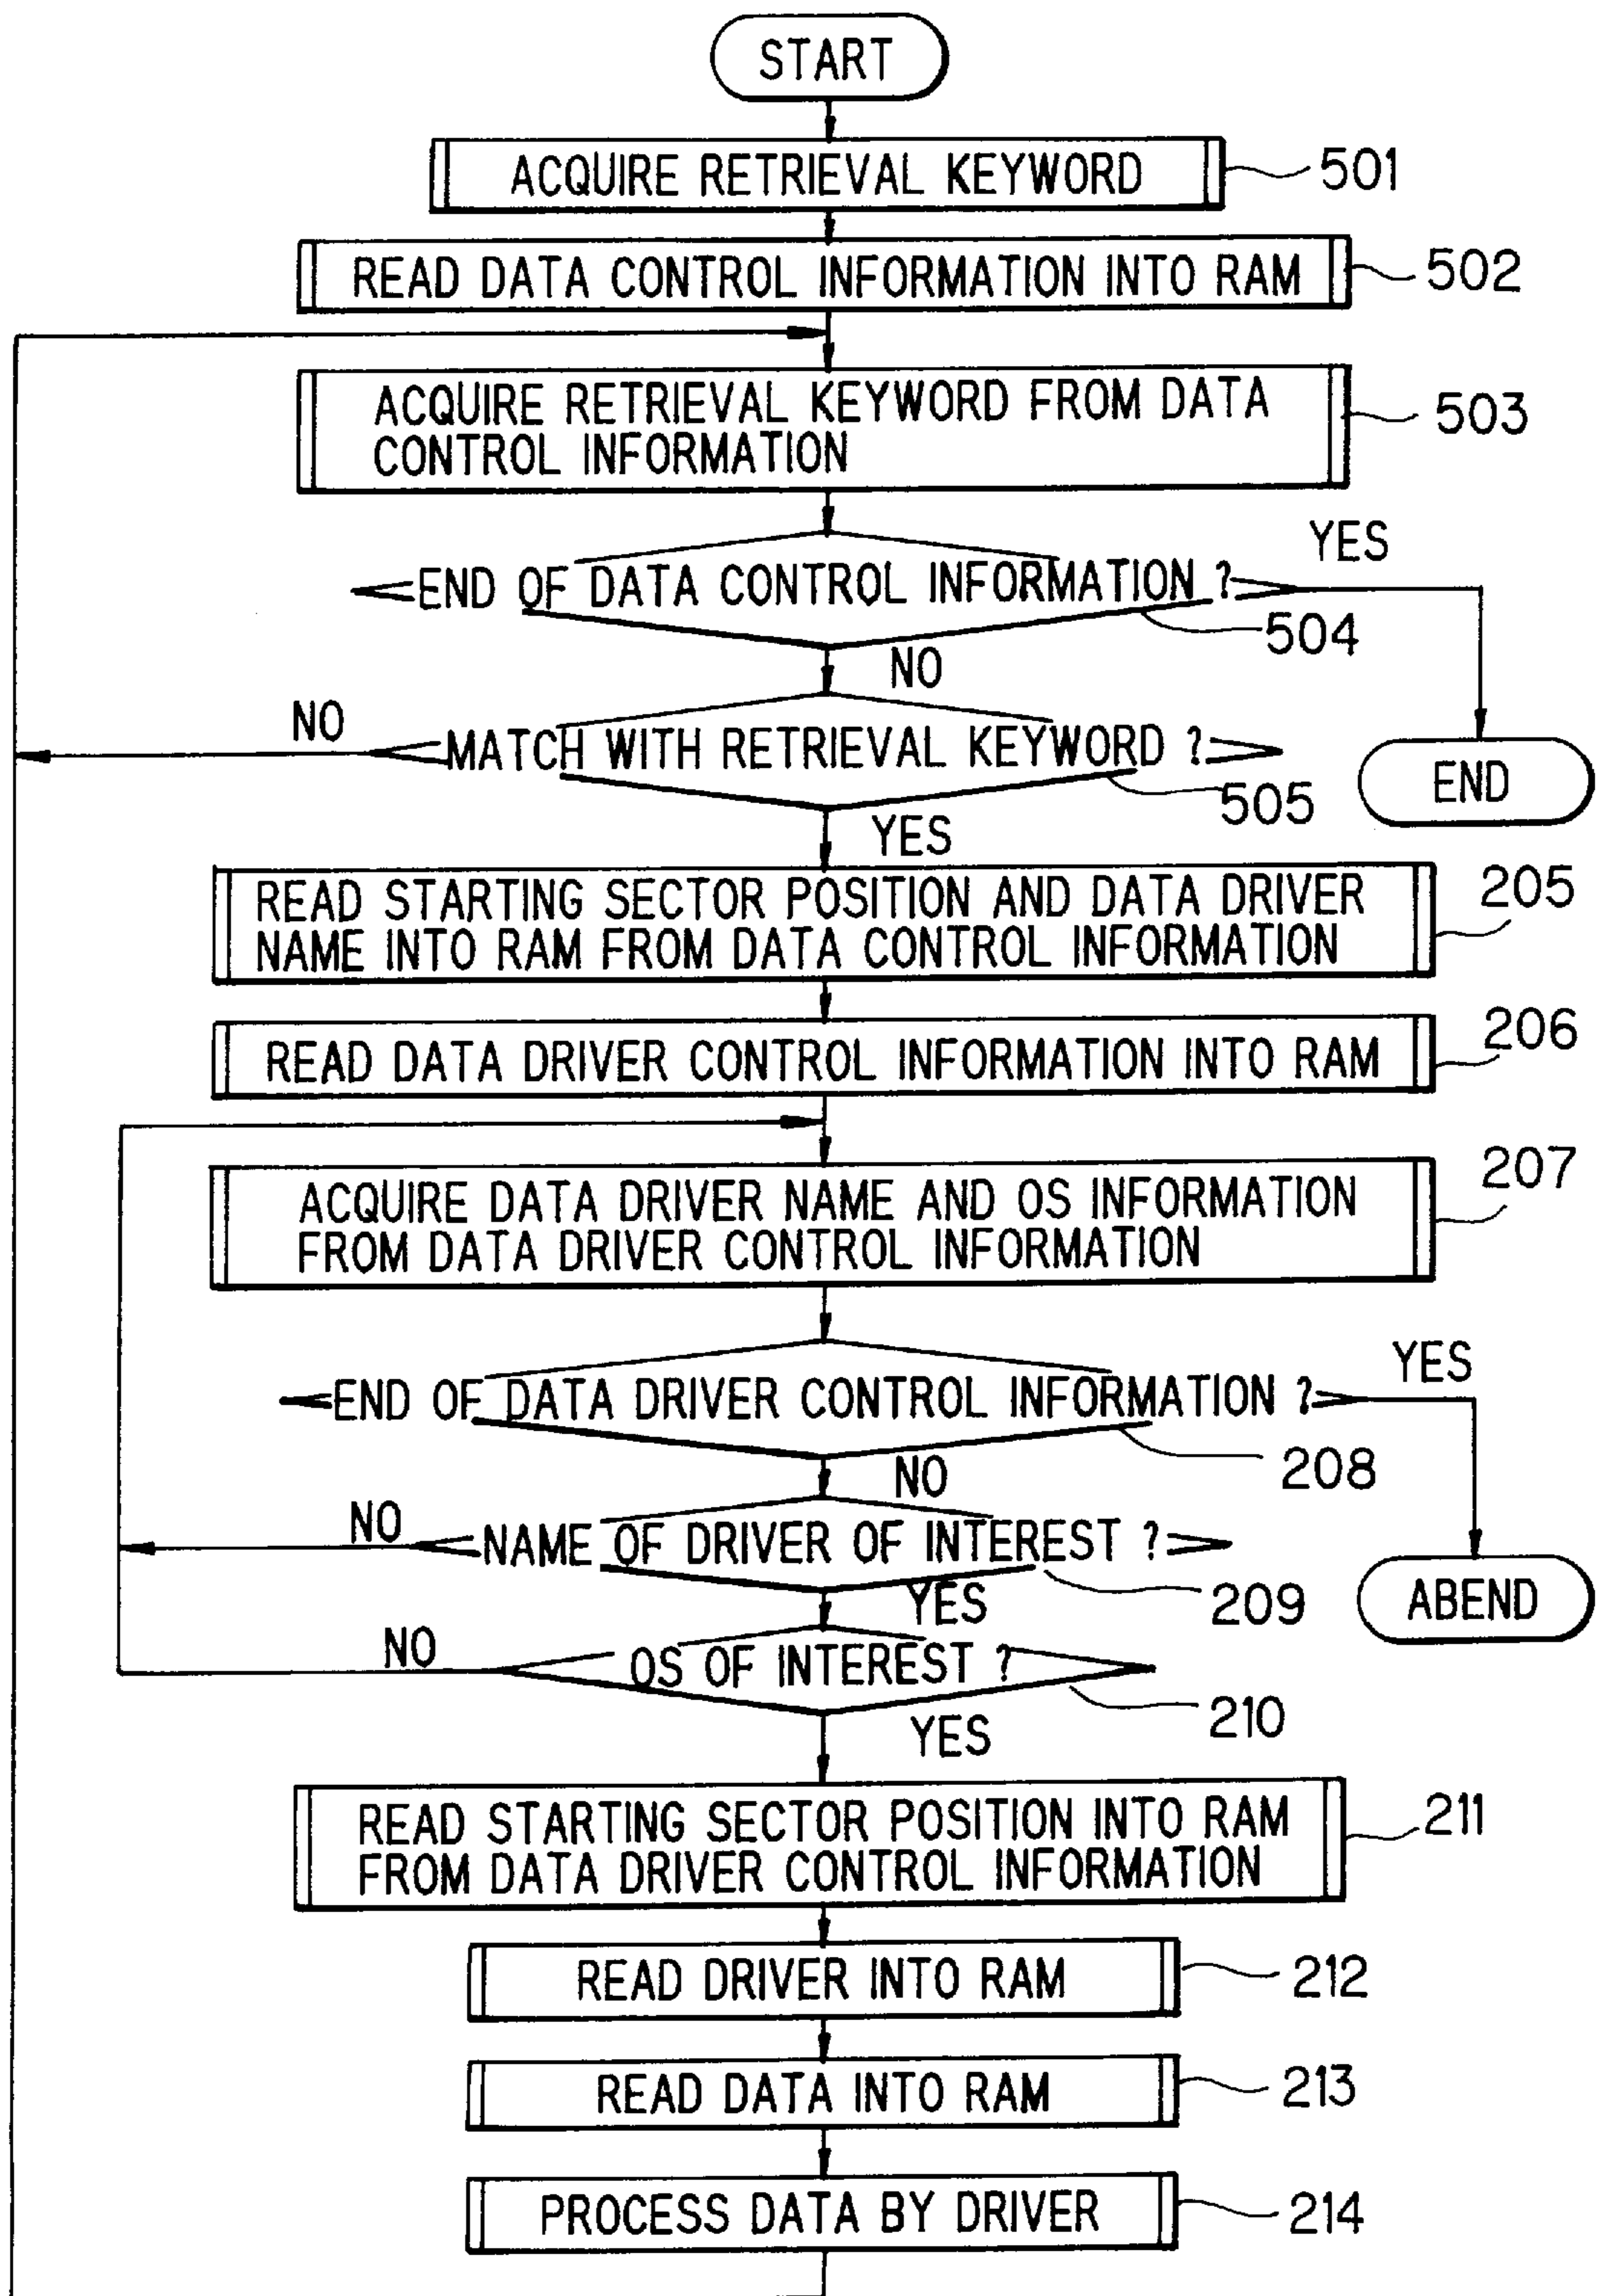 START
ACQUIRE RETRIEVAL KEYWORD
501
READ DATA CONTROL INFORMATION INTO RAM
502
ACQUIRE RETRIEVAL KEYWORD FROM DATA
CONTROL INFORMATION
503
YES
END OF DATA CONTROL INFORMATION ?
504
NO
NO
MATCH WITH RETRIEVAL KEYWORD ?
505
END
YES
READ STARTING SECTOR POSITION AND DATA DRIVER
NAME INTO RAM FROM DATA CONTROL INFORMATION
205
READ DATA DRIVER CONTROL INFORMATION INTO RAM
206
ACQUIRE DATA DRIVER NAME AND OS INFORMATION
FROM DATA DRIVER CONTROL INFORMATION
207
YES
END OF DATA DRIVER CONTROL INFORMATION ?
208
NO
NO
NAME OF DRIVER OF INTEREST ?
209
ABEND
YES
NO
OS OF INTEREST ?
210
YES
READ STARTING SECTOR POSITION INTO RAM
FROM DATA DRIVER CONTROL INFORMATION
211
READ DRIVER INTO RAM
212
READ DATA INTO RAM
213
PROCESS DATA BY DRIVER
214